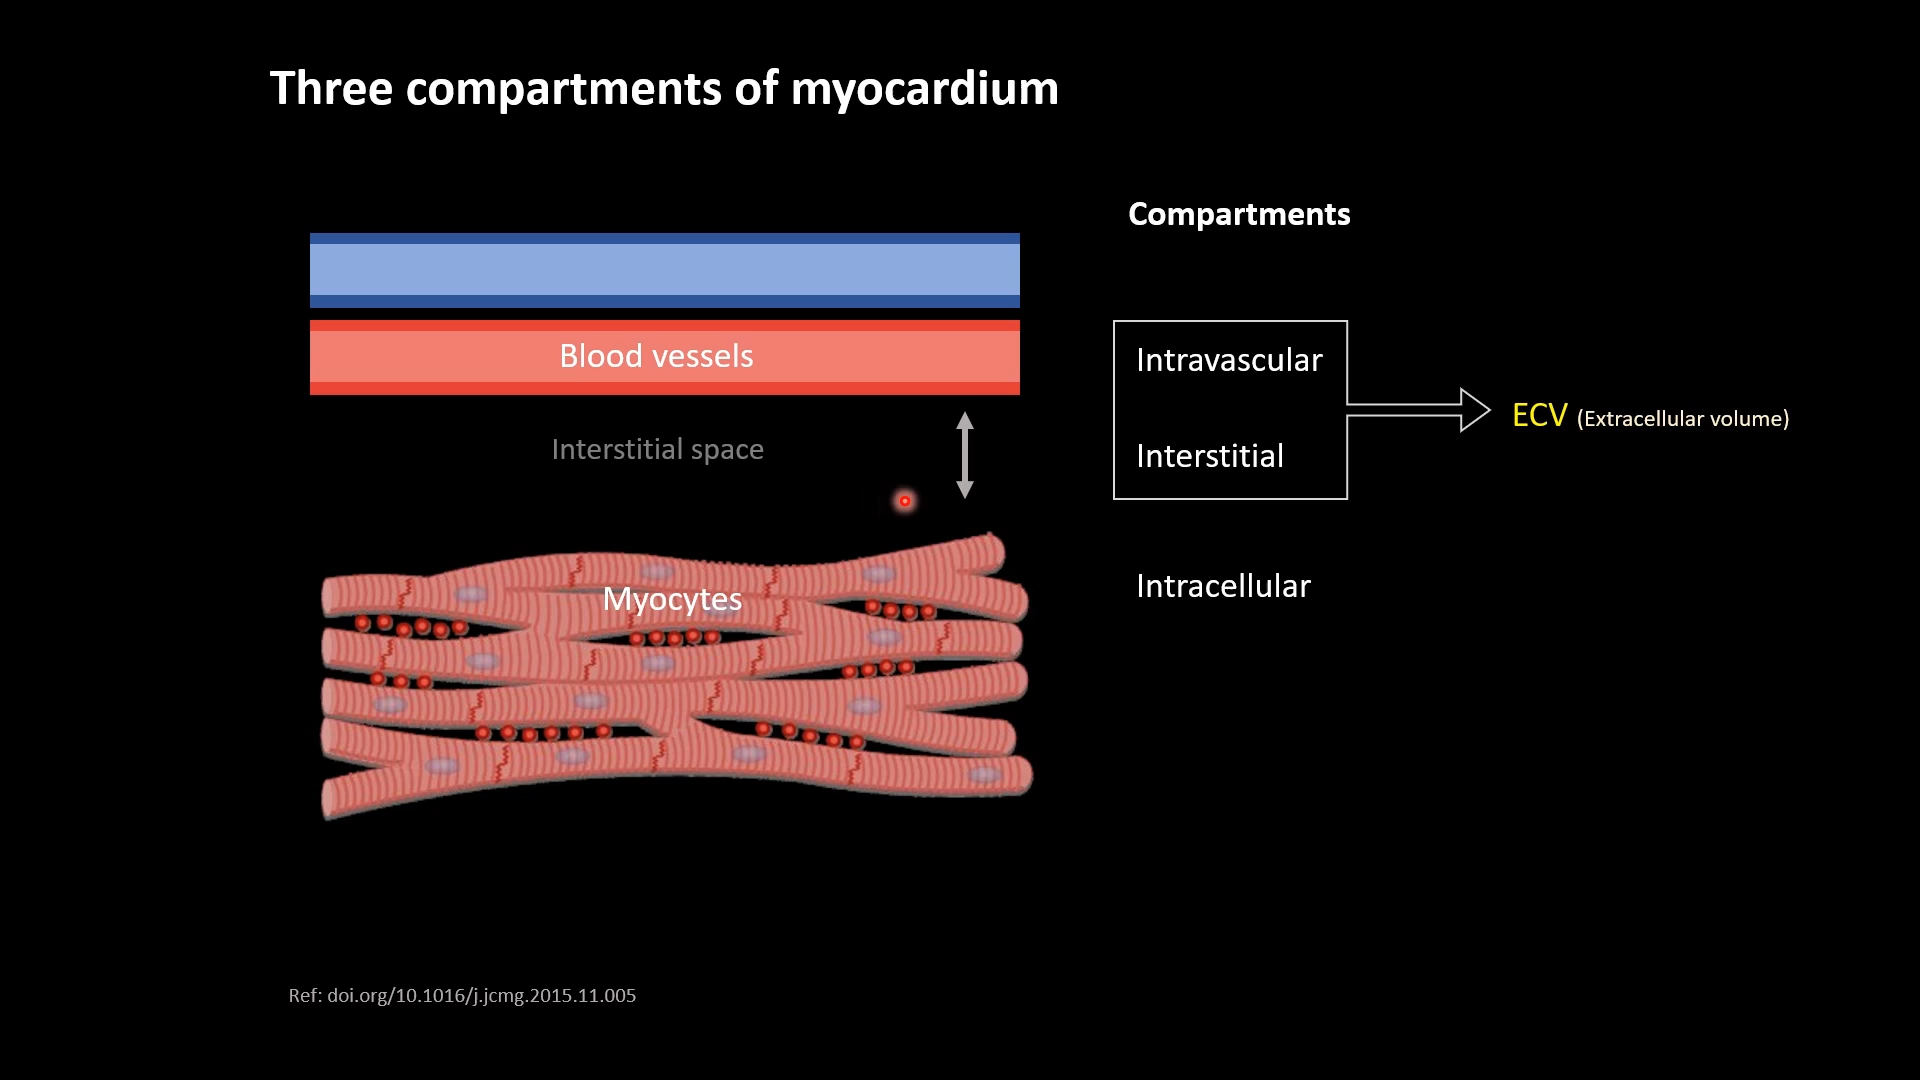 Three compartments of myocardium
Compartments
Blood vessels
Intravascular
ECV (Extracellular volume)
Interstitial space
Interstitial
Myocytes
Intracellular
Ref: doi.org/10.1016/j.jcmg.2015.11.005